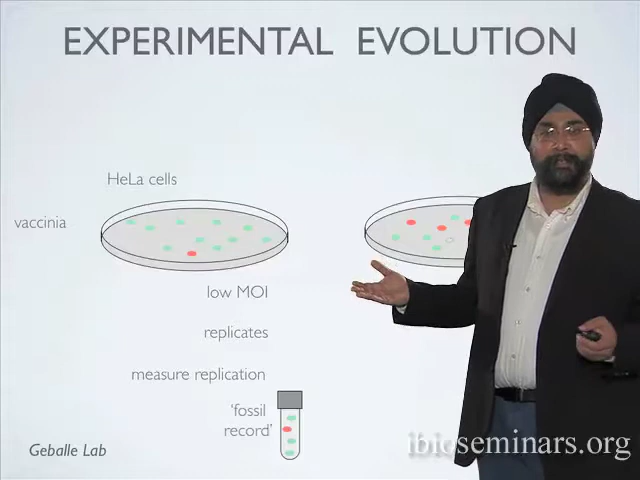 EXPERIMENTAL EVOLUTION
HeLa cells
vaccinia
low MOI
replicates
measure replication
'fossil
record'
Geballe Lab
ibioseminars.org